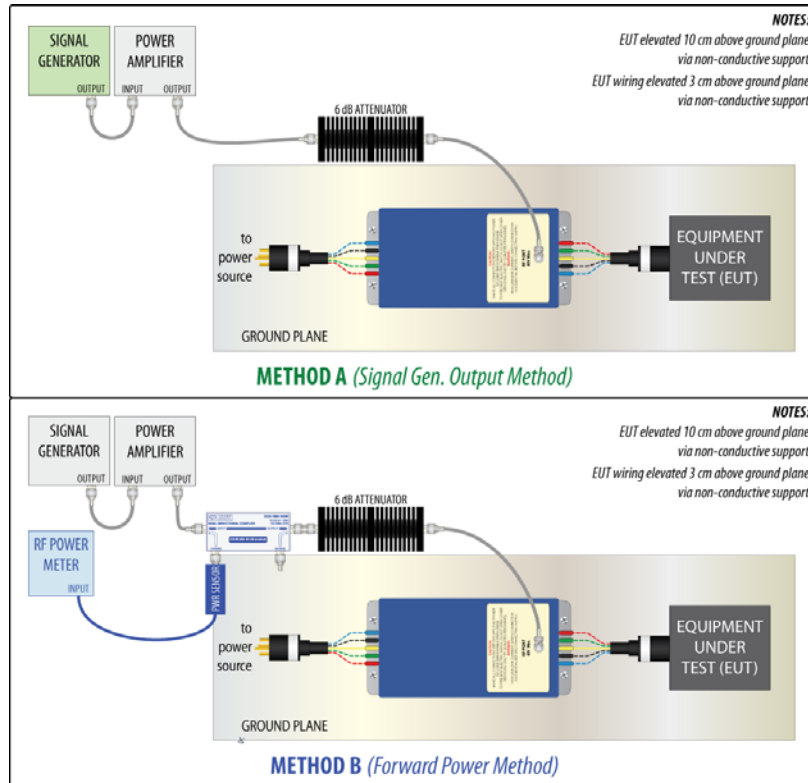 NOTES:
EUT elevated 10 cm above ground plane
via non-conductive support
EUT wiring elevated 3 cm above ground plane
via non-conductive support
SIGNAL
GENERATOR
OUTPUT
POWER
AMPLIFIER
INPUT
OUTPUT
6 dB ATTENUATOR
to
power
source
RF PORT
EQUIPMENT
UNDER
TEST (EUT)
GROUND PLANE
METHOD A (Signal Gen. Output Method)
NOTES:
EUT elevated 10 cm above ground plane
via non-conductive support
EUT wiring elevated 3 cm above ground plane
via non-conductive support
SIGNAL
GENERATOR
OUTPUT
POWER
AMPLIFIER
INPUT
OUTPUT
6 dB ATTENUATOR
RF POWER
METER
INPUT
PWR SENSOR
to
power
source
RF PORT
EQUIPMENT
UNDER
TEST (EUT)
GROUND PLANE
METHOD B (Forward Power Method)